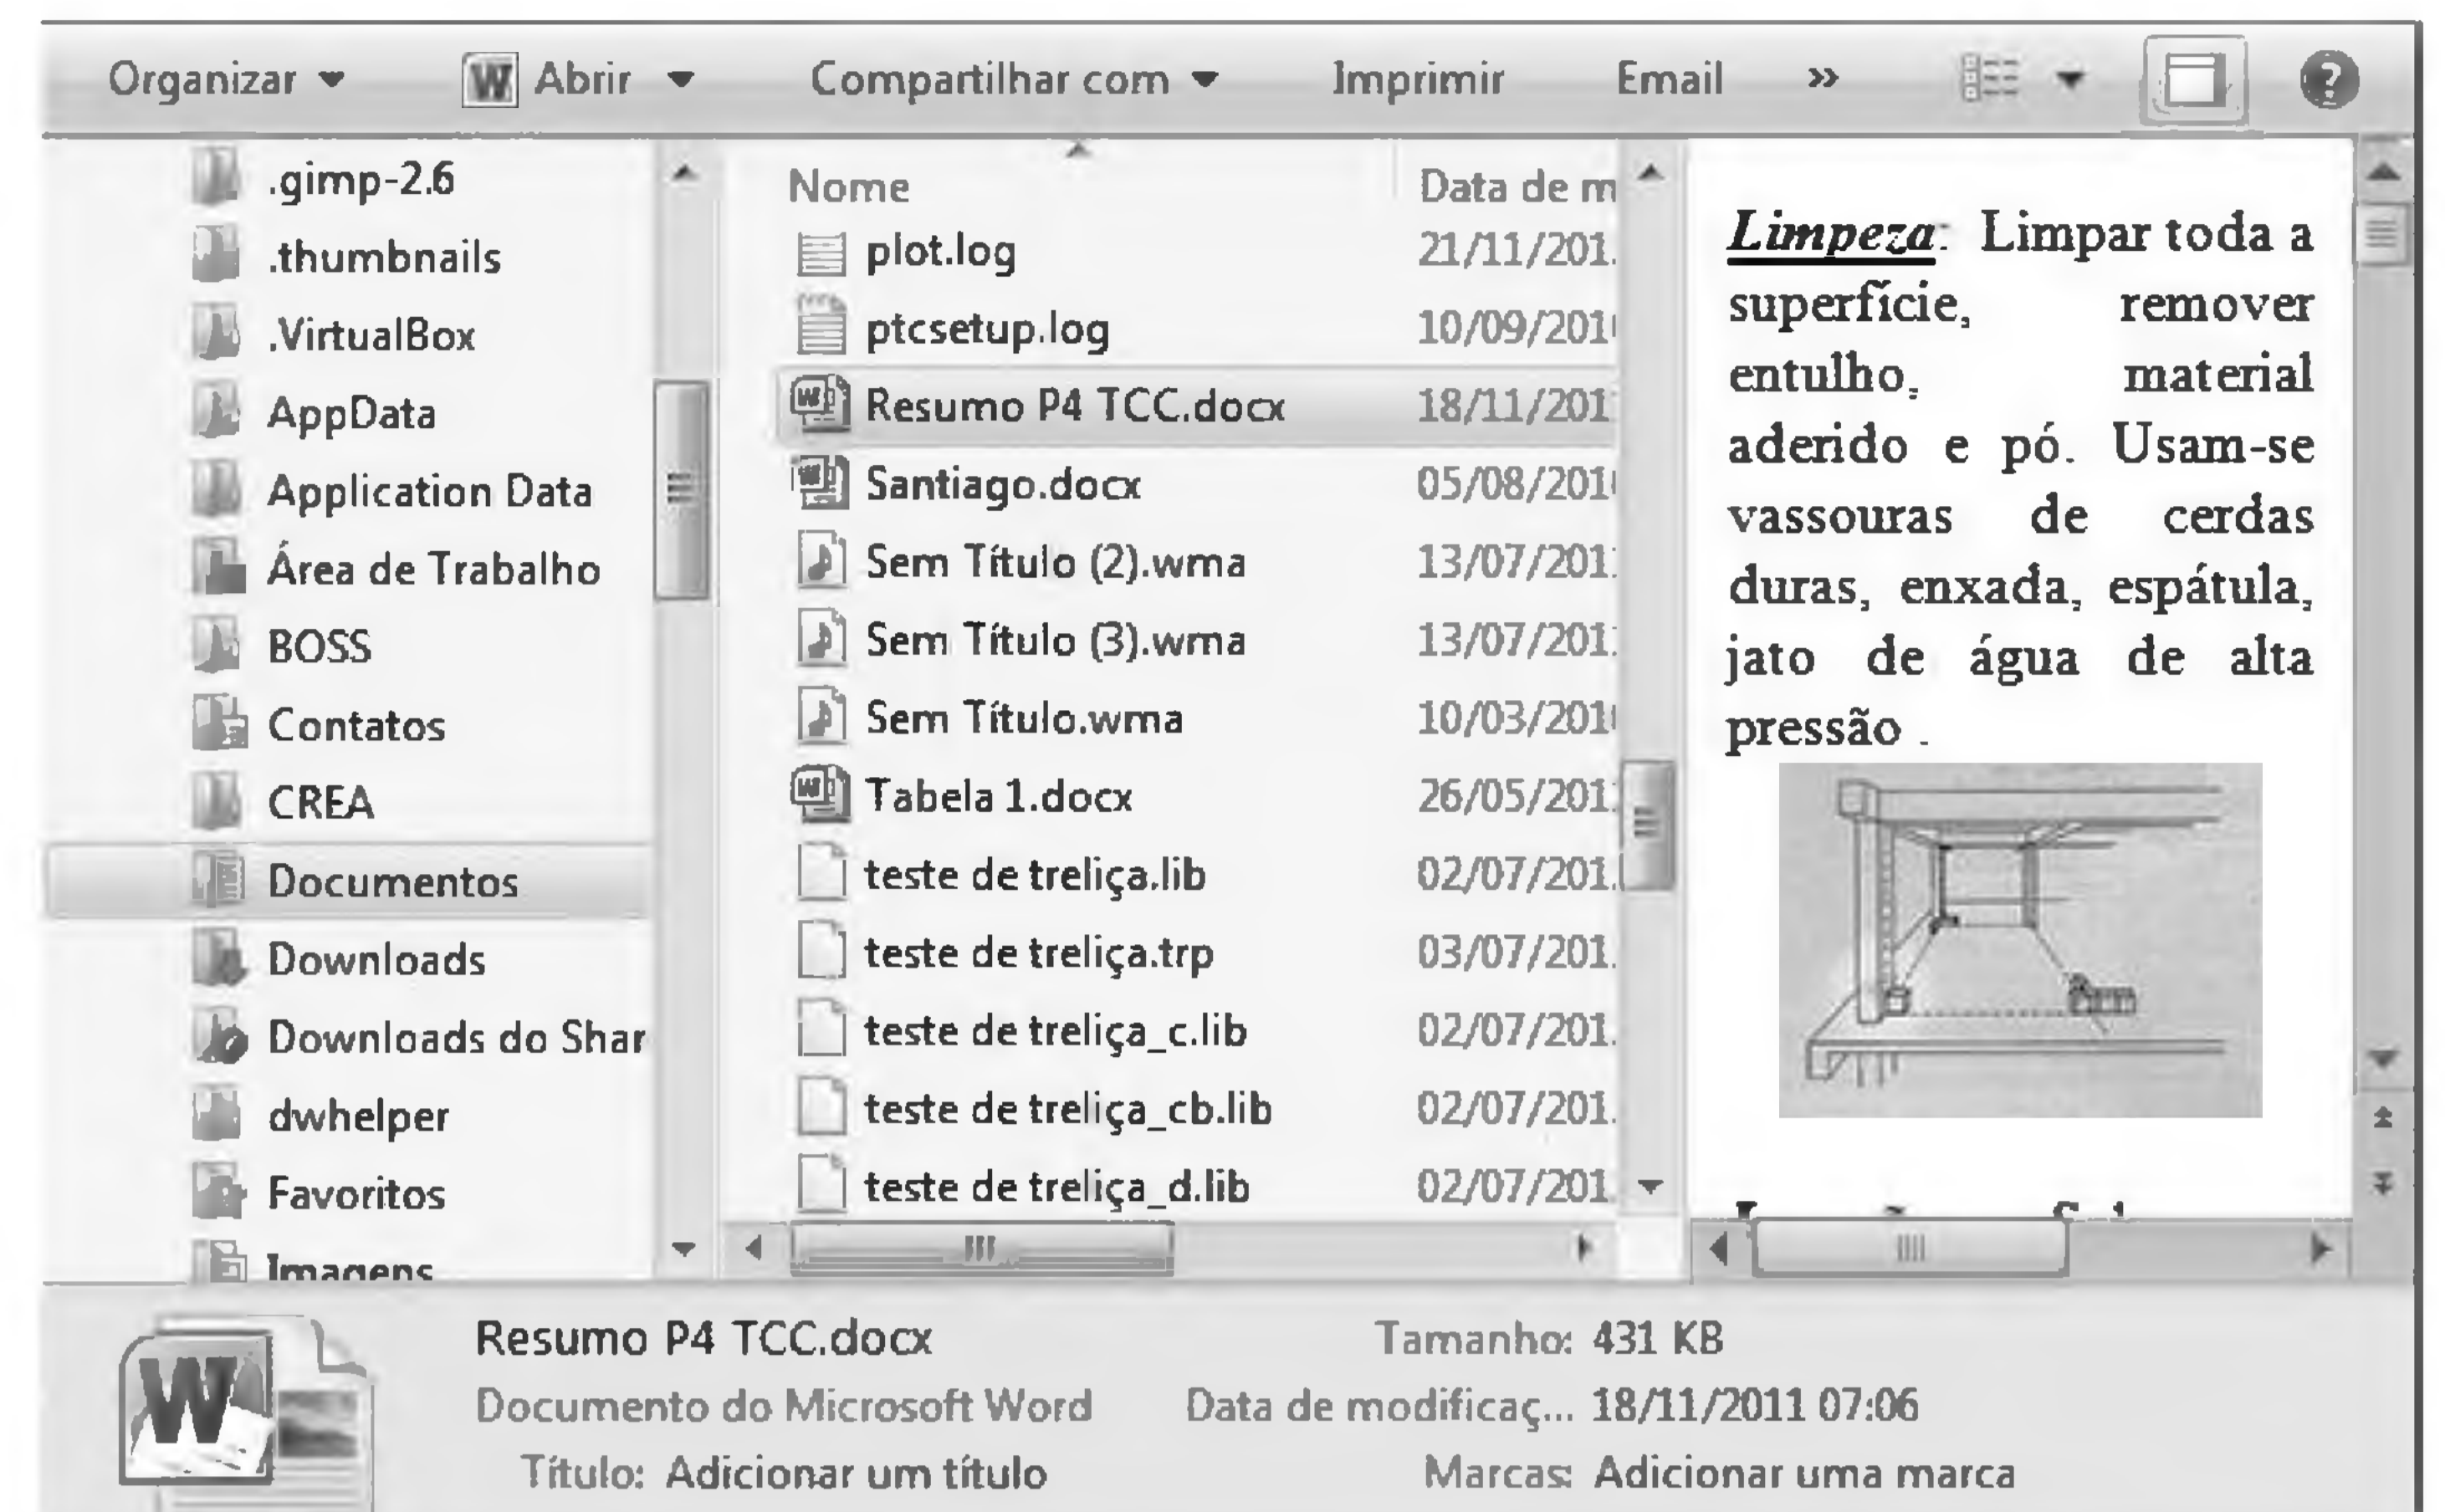 Organizar Abrir Compartilhar com Imprimir Email »
.gimp-2.6
.thumbnails
.VirtualBox
AppData
Application Data
Área de Trabalho
BOSS
Contatos
CREA
Documentos
Downloads
Downloads do Shar
dwhelper
Favoritos
Imagens
Nome Data de m
plot.log 21/11/201
ptcsetup.log 10/09/201
Resumo P4 TCC.docx 18/11/201
Santiago.docx 05/08/201
Sem Título (2).wma 13/07/201
Sem Título (3).wma 13/07/201
Sem Título.wma 10/03/201
Tabela 1.docx 26/05/201
teste de treliça.lib 02/07/201
teste de treliça.trp 03/07/201
teste de treliça_c.lib 02/07/201
teste de treliça_cb.lib 02/07/201
teste de treliça_d.lib 02/07/201
Limpeza: Limpar toda a
superfície, remover
entulho, material
aderido e pó. Usam-se
vassouras de cerdas
duras, enxada, espátula,
jato de água de alta
pressão .
Resumo P4 TCC.docx Tamanho: 431 KB
Documento do Microsoft Word Data de modificaç... 18/11/2011 07:06
Título: Adicionar um título Marcas: Adicionar uma marca